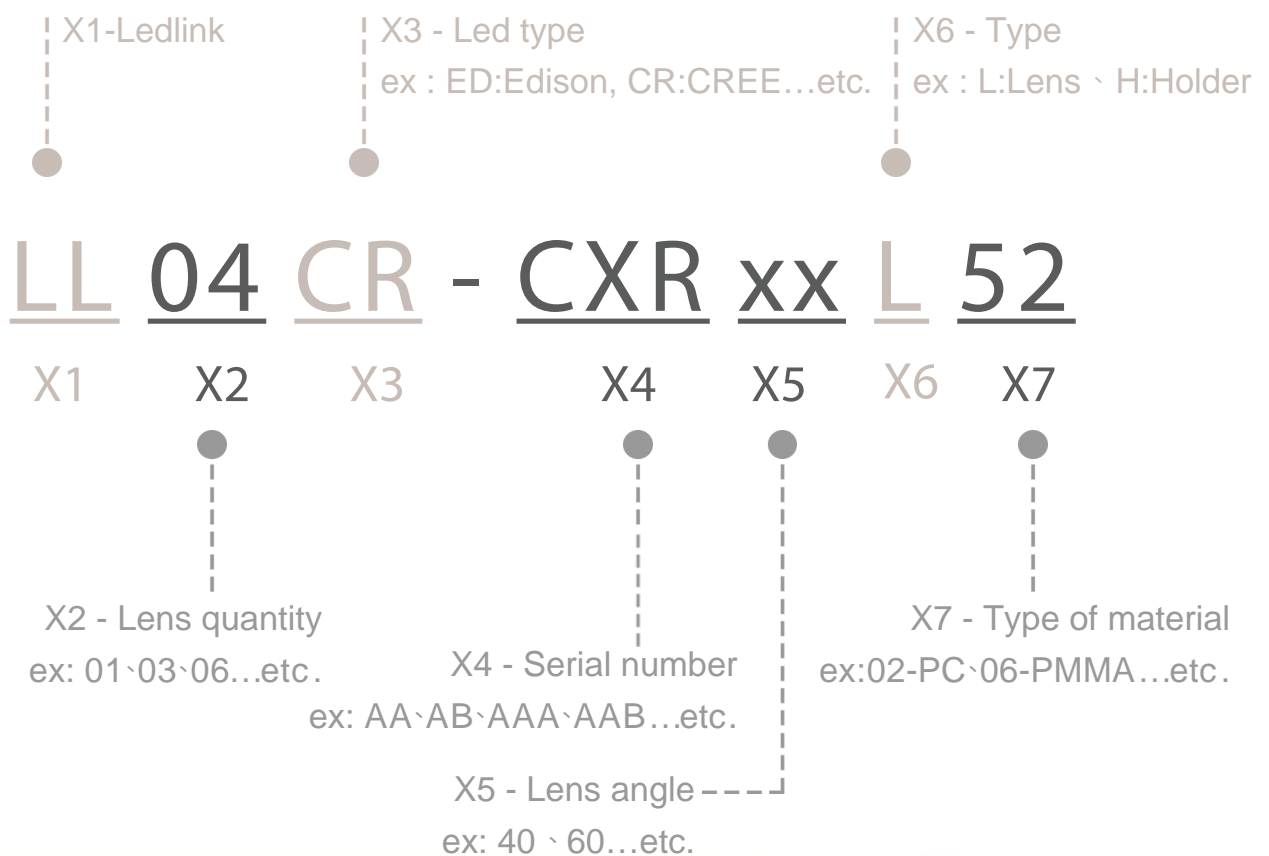 X1-Ledlink
X3 - Led type
ex : ED:Edison, CR:CREE…etc.
X6 - Type
ex : L:Lens、H:Holder
LL 04 CR - CXR xx L 52
X1 X2 X3 X4 X5 X6 X7
X2 - Lens quantity
ex: 01、03、06…etc.
X4 - Serial number
ex: AA、AB、AAA、AAB…etc.
X7 - Type of material
ex:02-PC、06-PMMA…etc.
X5 - Lens angle
ex: 40、60…etc.